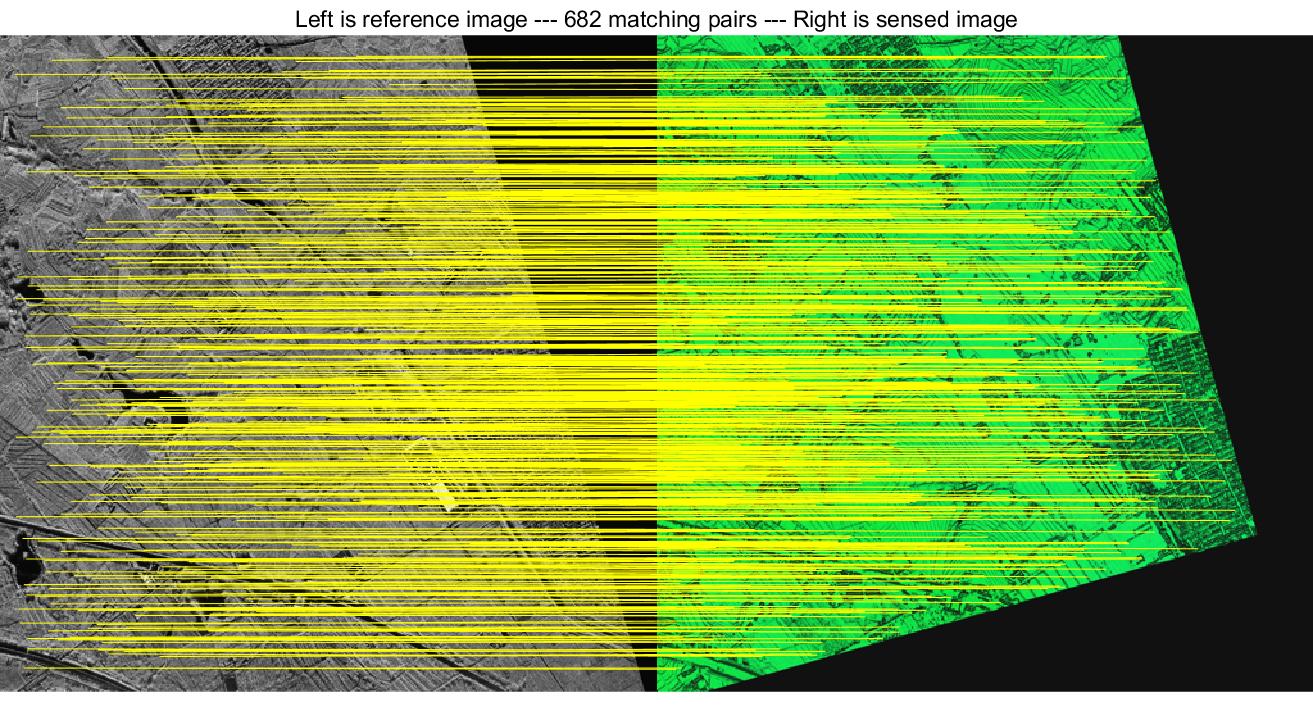 Left is reference image --- 682 matching pairs --- Right is sensed image